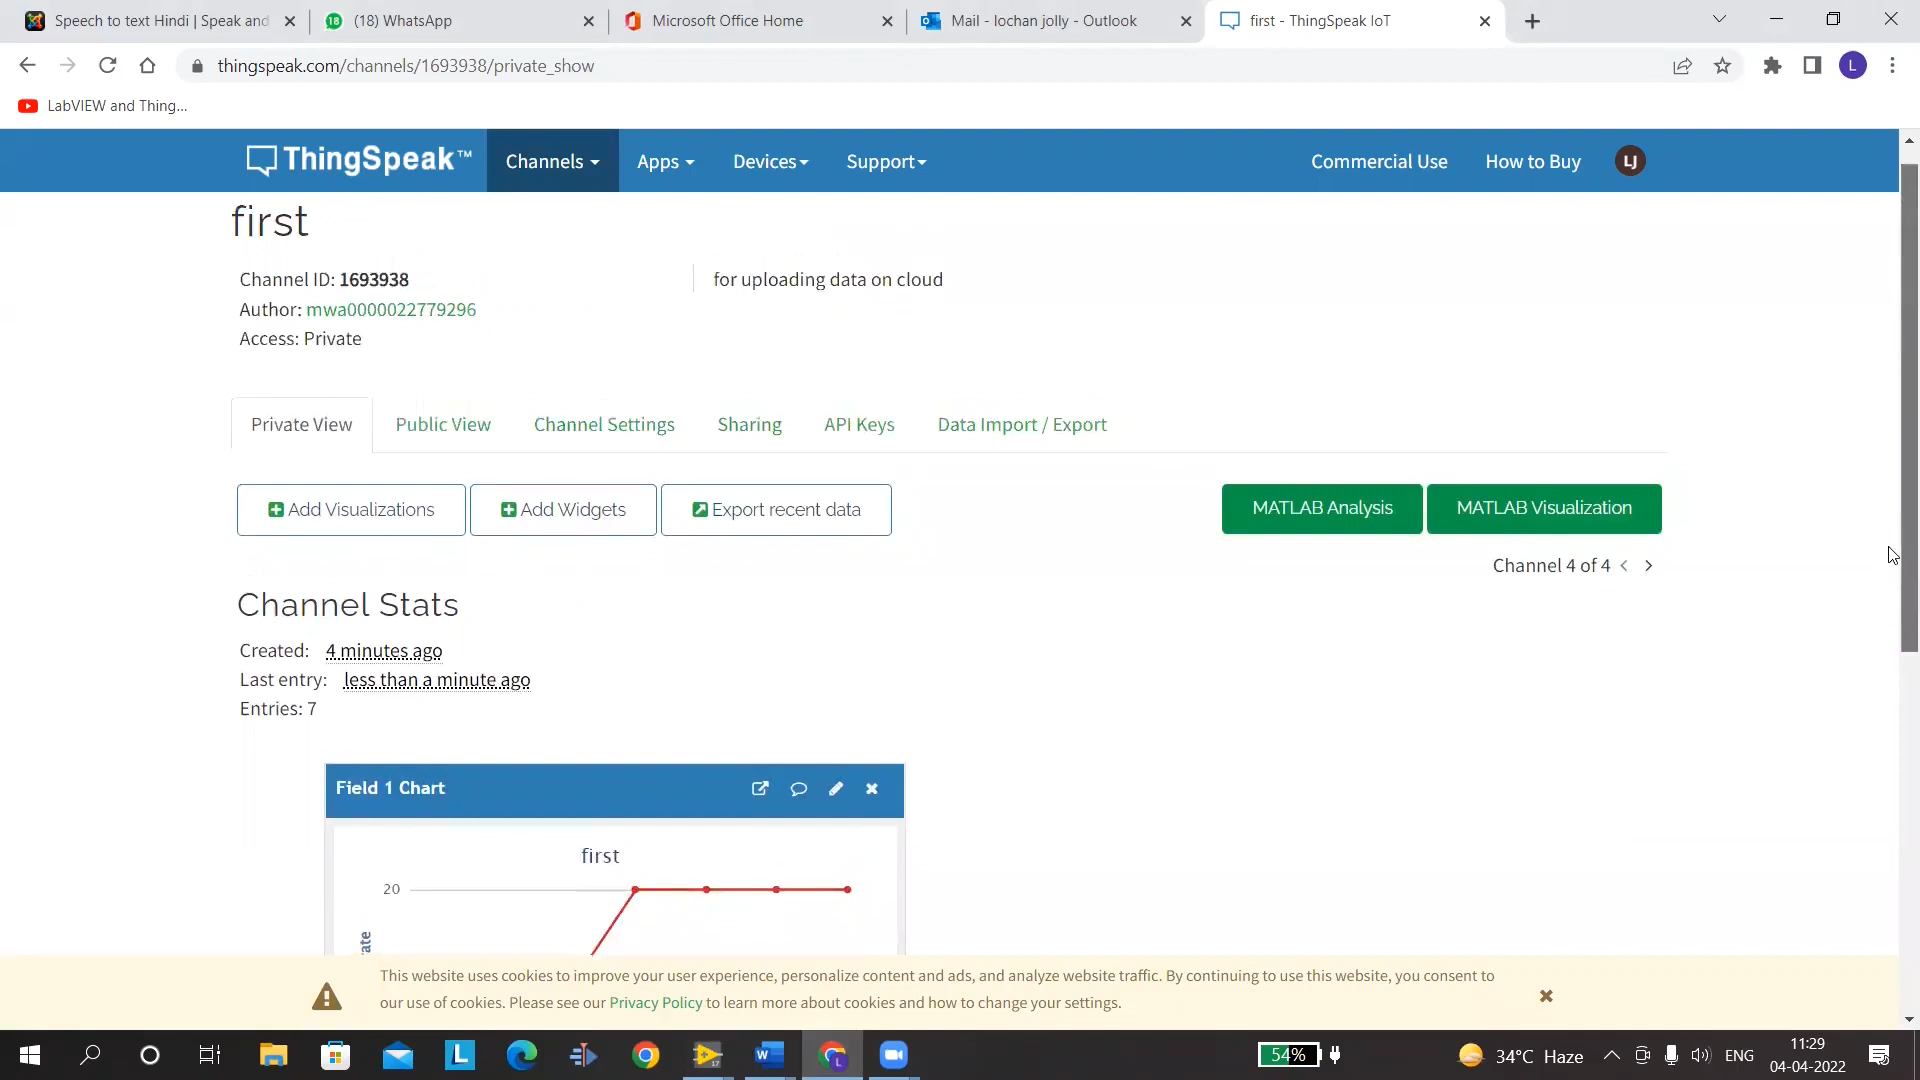 Speech to text Hindi | Speak and
(18) WhatsApp
Microsoft Office Home
Mail - lochan jolly - Outlook
first - ThingSpeak IoT
thingspeak.com/channels/1693938/private_show
L
LabVIEW and Thing...
ThingSpeak™
Channels
Apps
Devices
Support
Commercial Use
How to Buy
LJ
first
Channel ID: 1693938
for uploading data on cloud
Author: mwa0000022779296
Access: Private
Private View
Public View
Channel Settings
Sharing
API Keys
Data Import / Export
Add Visualizations
Add Widgets
Export recent data
MATLAB Analysis
MATLAB Visualization
Channel 4 of 4
Channel Stats
Created: 4 minutes ago
Last entry: less than a minute ago
Entries: 7
Field 1 Chart
first
20
This website uses cookies to improve your user experience, personalize content and ads, and analyze website traffic. By continuing to use this website, you consent to
our use of cookies. Please see our Privacy Policy to learn more about cookies and how to change your settings.
54%
34°C Haze
ENG
11:29
04-04-2022